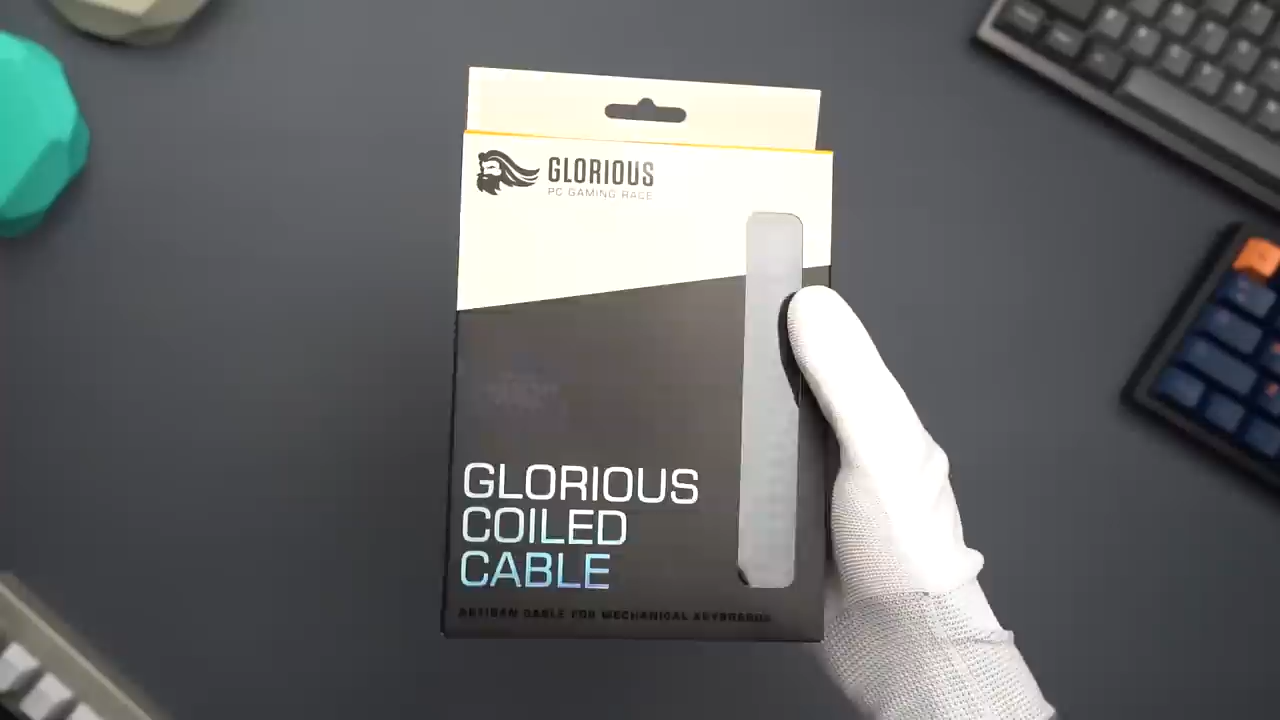 GLORIOUS
PC GAMING RACE
GLORIOUS
COILED
CABLE
ARTISAN CABLE FOR MECHANICAL KEYBOARDS